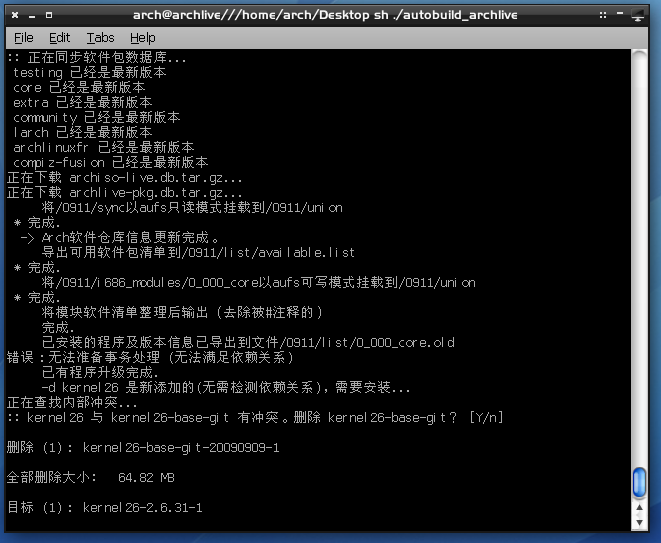 arch@archlive///home/arch/Desktop sh ./autobuild_archlive
File Edit Tabs Help
:: 正在同步软件包数据库...
testing 已经是最新版本
core 已经是最新版本
extra 已经是最新版本
community 已经是最新版本
larch 已经是最新版本
archlinuxfr 已经是最新版本
compiz-fusion 已经是最新版本
正在下载 archiso-live.db.tar.gz...
正在下载 archlive-pkg.db.tar.gz...
将/0911/sync以aufs只读模式挂载到/0911/union
* 完成.
-> Arch软件仓库信息更新完成。
导出可用软件包清单到/0911/list/available.list
* 完成.
将/0911/i686_modules/0_000_core以aufs可写模式挂载到/0911/union
* 完成.
将模块软件清单整理后输出 (去除被#注释的)
完成.
已安装的程序及版本信息已导出到文件/0911/list/0_000_core.old
错误：无法准备事务处理 (无法满足依赖关系)
已有程序升级完成.
-d kernel26 是新添加的(无需检测依赖关系)，需要安装...
正在查找内部冲突...
:: kernel26 与 kernel26-base-git 有冲突。删除 kernel26-base-git？ [Y/n]
删除 (1): kernel26-base-git-20090909-1
全部删除大小: 64.82 MB
目标 (1): kernel26-2.6.31-1